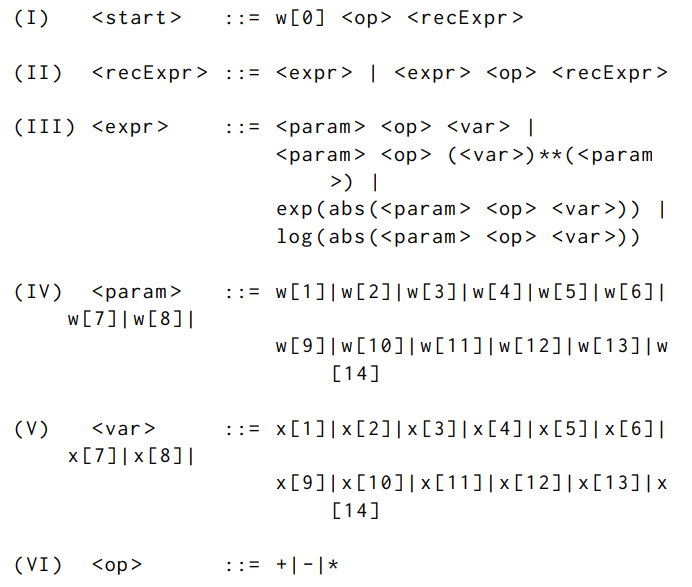 (I) <start> ::= w[0] <op> <recExpr>
(II) <recExpr> ::= <expr> | <expr> <op> <recExpr>
(III) <expr> ::= <param> <op> <var> |
<param> <op> (<var>)**(<param
>) |
exp(abs(<param> <op> <var>)) |
log(abs(<param> <op> <var>))
(IV) <param> ::= w[1]|w[2]|w[3]|w[4]|w[5]|w[6]|
w[7]|w[8]|
w[9]|w[10]|w[11]|w[12]|w[13]|w
[14]
(V) <var> ::= x[1]|x[2]|x[3]|x[4]|x[5]|x[6]|
x[7]|x[8]|
x[9]|x[10]|x[11]|x[12]|x[13]|x
[14]
(VI) <op> ::= +|-|*